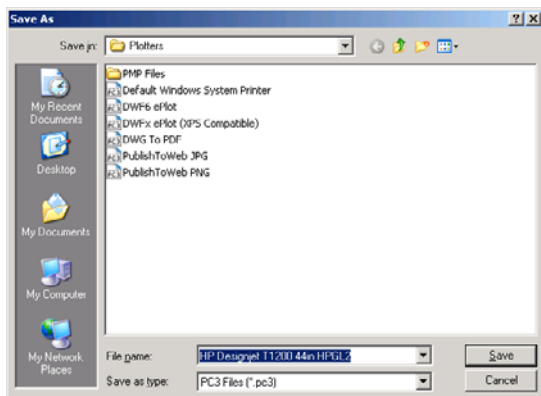 Save As
Save in: Plotters
My Recent Documents
Desktop
My Documents
My Computer
My Network Places
PMP Files
Default Windows System Printer
DWF6 ePlot
DWFx ePlot (XPS Compatible)
DWG To PDF
PublishToWeb JPG
PublishToWeb PNG
File name: HP Designjet T1200 44in HPGL2
Save
Save as type: PC3 Files (*.pc3)
Cancel